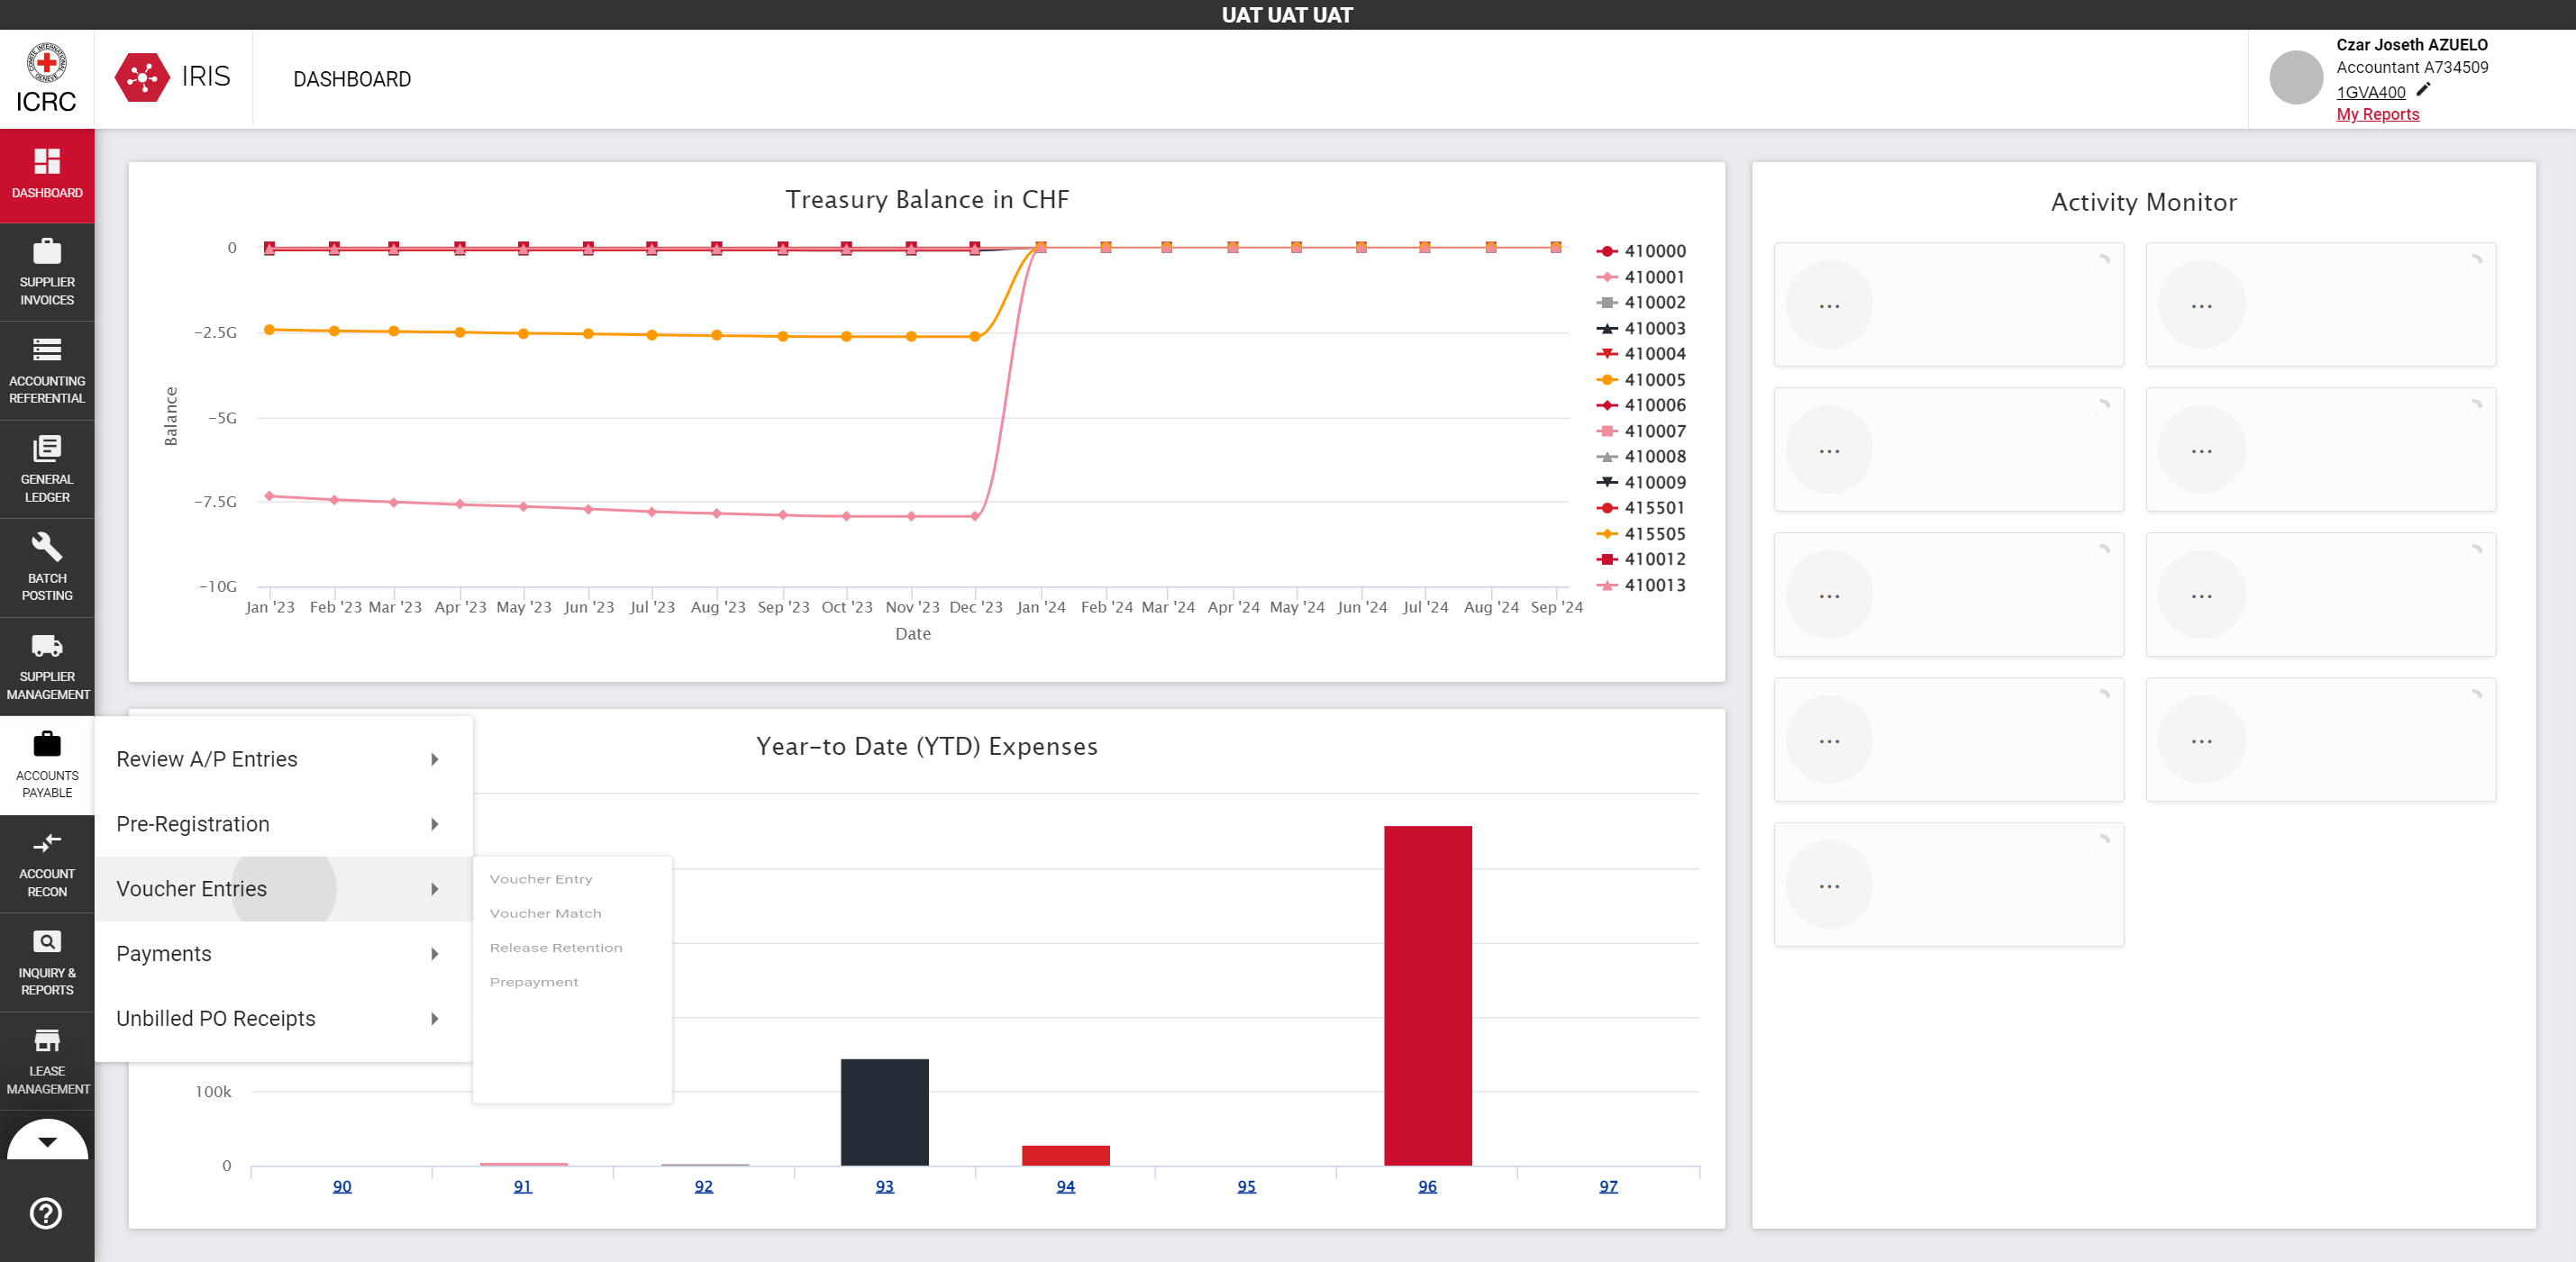 UAT UAT UAT
ICRC
IRIS
DASHBOARD
Czar Joseth AZUELO
Accountant A734509
1GVA400
My Reports
DASHBOARD
SUPPLIER
INVOICES
ACCOUNTING
REFERENTIAL
GENERAL
LEDGER
BATCH
POSTING
SUPPLIER
MANAGEMENT
ACCOUNTS
PAYABLE
ACCOUNT
RECON
INQUIRY &
REPORTS
LEASE
MANAGEMENT
Treasury Balance in CHF
Balance
0
−2.5G
−5G
−7.5G
−10G
Jan '23 Feb '23 Mar '23 Apr '23 May '23 Jun '23 Jul '23 Aug '23 Sep '23 Oct '23 Nov '23 Dec '23 Jan '24 Feb '24 Mar '24 Apr '24 May '24 Jun '24 Jul '24 Aug '24 Sep '24
Date
410000
410001
410002
410003
410004
410005
410006
410007
410008
410009
415501
415505
410012
410013
Review A/P Entries
Pre-Registration
Voucher Entries
Payments
Unbilled PO Receipts
Voucher Entry
Voucher Match
Release Retention
Prepayment
Year-to Date (YTD) Expenses
100k
0
90 91 92 93 94 95 96 97
Activity Monitor
... ...
... ...
... ...
... ...
...